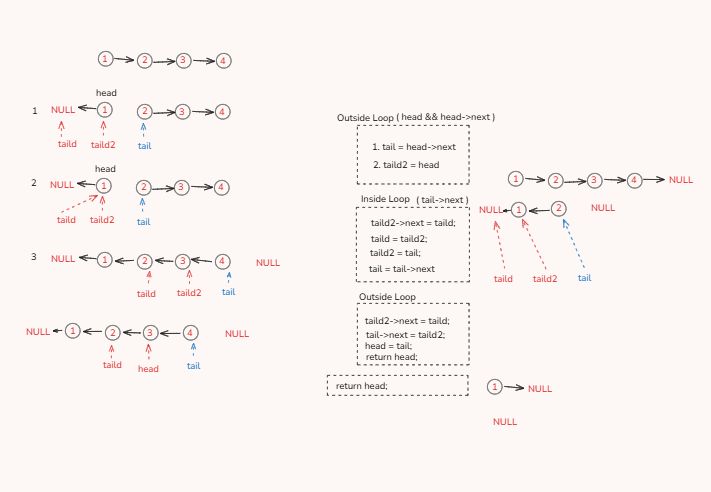 1 2 3 4
head
1 NULL 1 2 3 4
taild taild2 tail
head
2 NULL 1 2 3 4
taild taild2 tail
3 NULL 1 2 3 4 NULL
taild taild2 tail
NULL 1 2 3 4 NULL
taild head tail
Outside Loop ( head && head->next )
1. tail = head->next
2. taild2 = head
Inside Loop (tail->next )
taild2->next = taild;
taild = taild2;
taild2 = tail;
tail = tail->next
Outside Loop
taild2->next = taild;
tail->next = taild2;
head = tail;
return head;
return head;
1 2 3 4 NULL
NULL 1 2 NULL
taild taild2 tail
1 NULL
NULL